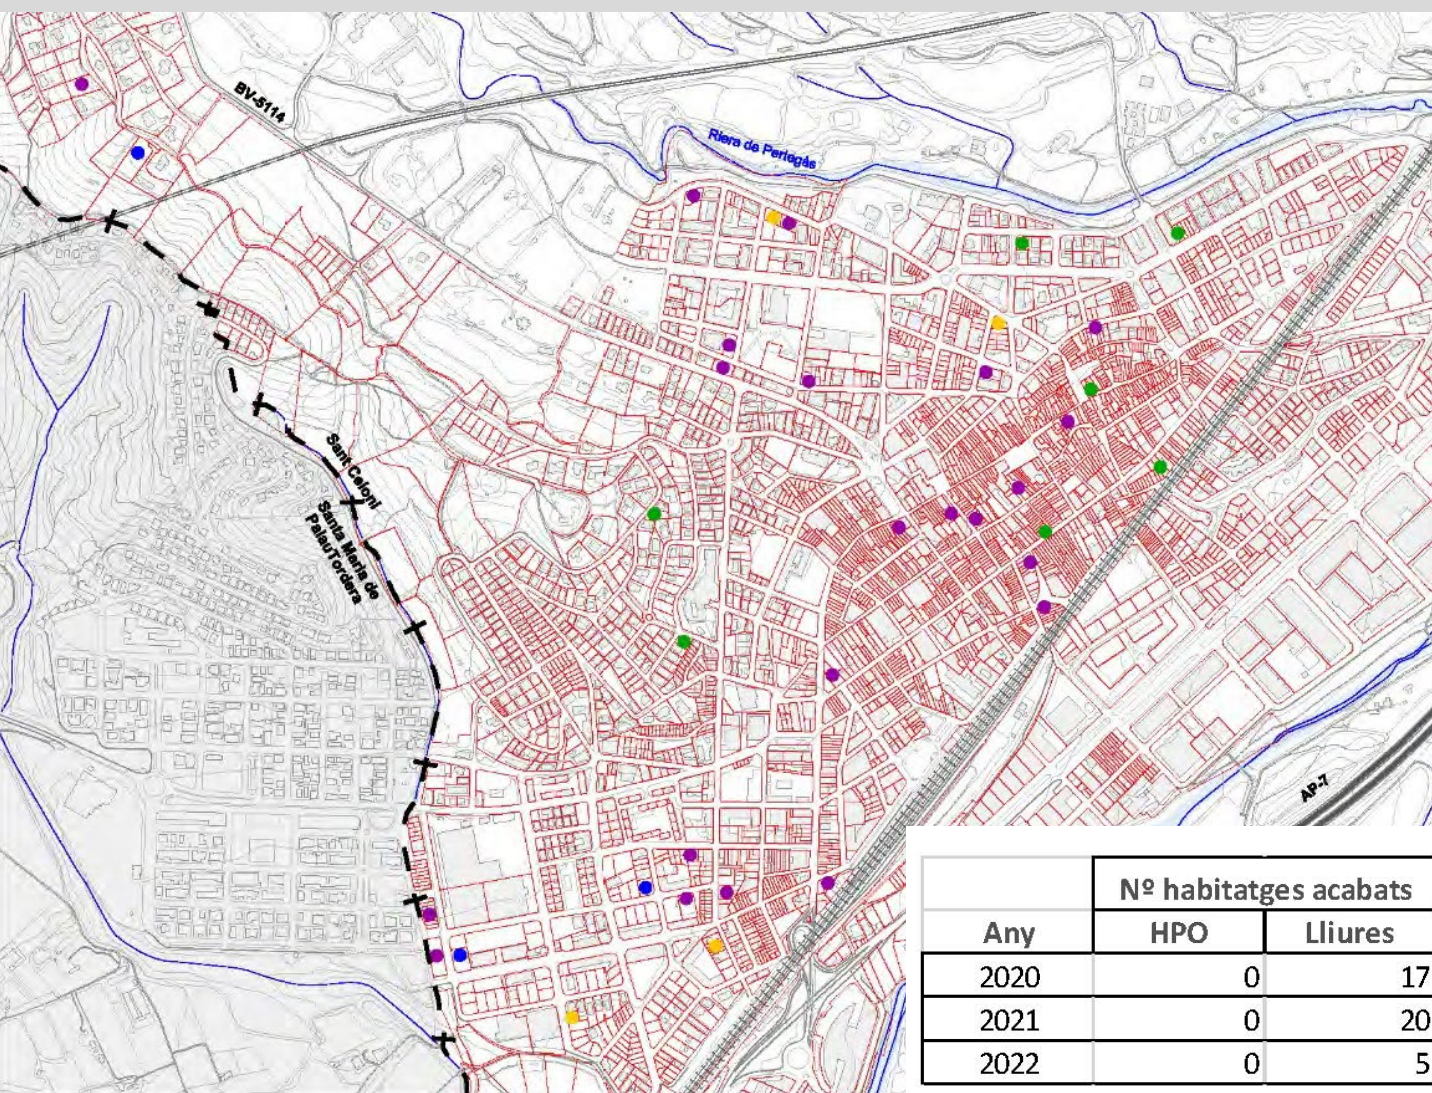 BV-5114
Riera de Pertegàs
Sant Celoni
Santa Maria de
PalauTordera
AP-7
Nº habitatges acabats
Any HPO Lliures
2020 0 17
2021 0 20
2022 0 5